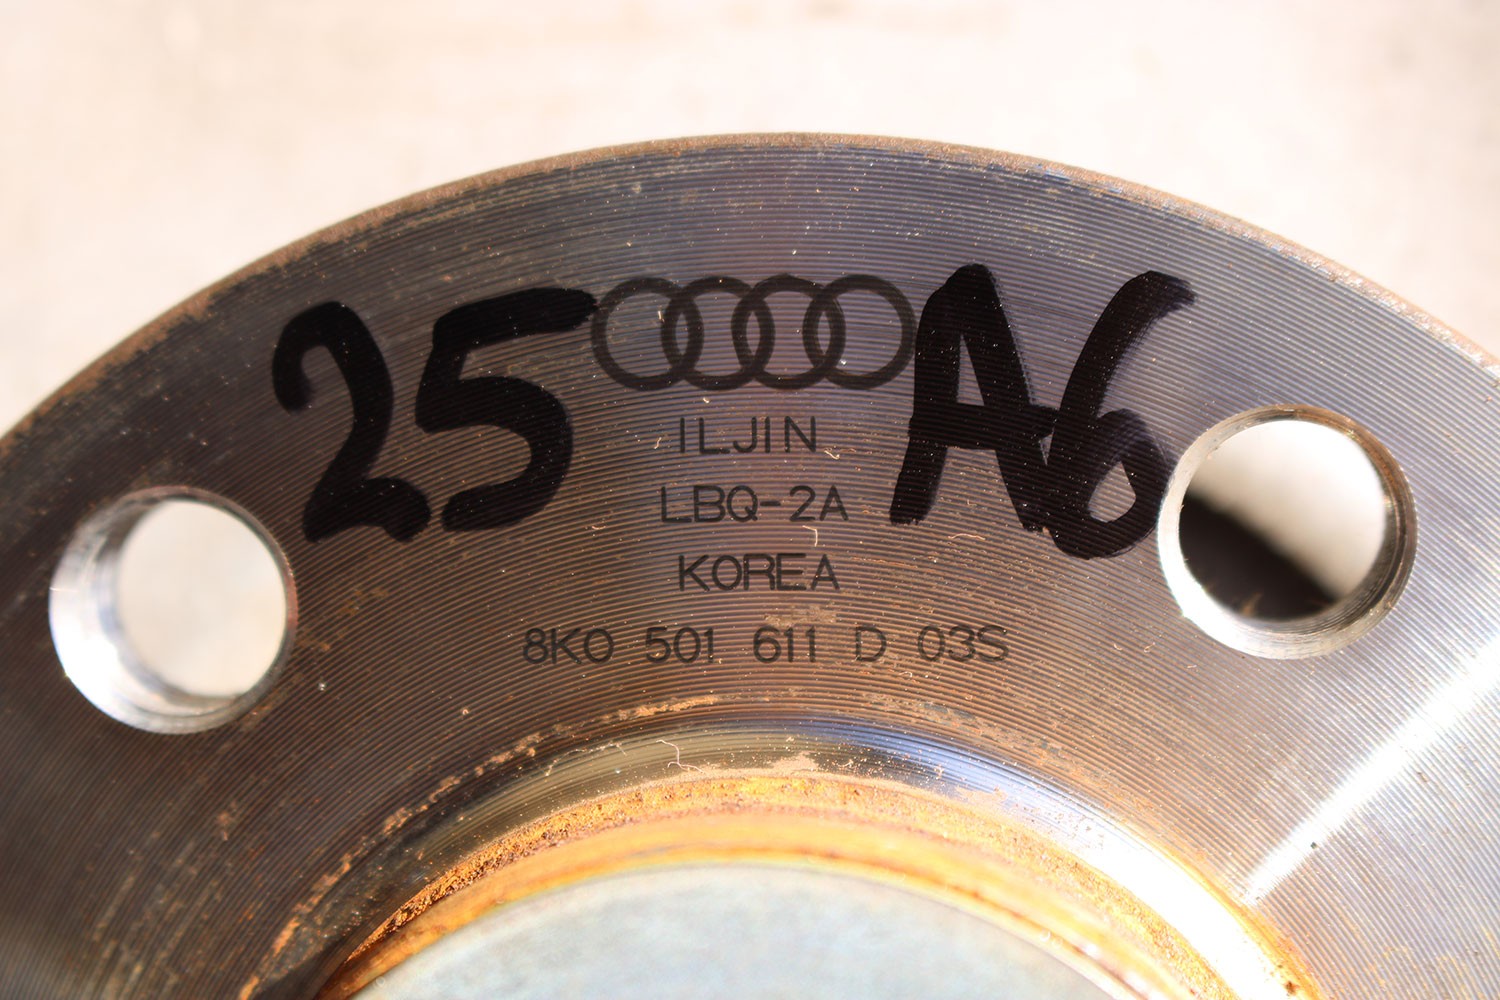 25 A6
ILJIN
LBQ-2A
KOREA
8K0 501 611 D 03S